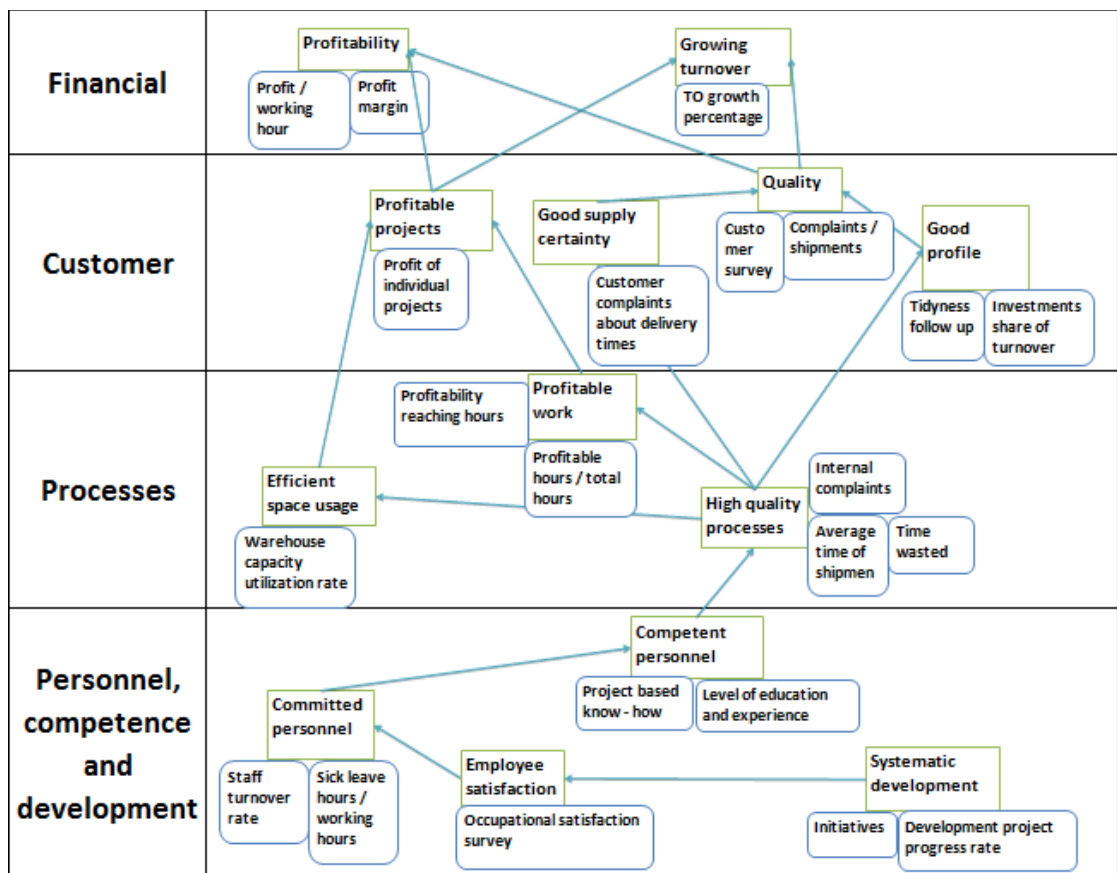 Financial
Profitability
Profit /
working
hour
Profit
margin
Growing
turnover
TO growth
percentage
Customer
Profitable
projects
Profit of
individual
projects
Good supply
certainty
Customer
complaints
about delivery
times
Quality
Custo
mer
survey
Complaints /
shipments
Good
profile
Tidyness
follow up
Investments
share of
turnover
Processes
Profitability
reaching hours
Profitable
work
Profitable
hours / total
hours
Efficient
space usage
Warehouse
capacity
utilization rate
High quality
processes
Internal
complaints
Average
time of
shipmen
Time
wasted
Personnel,
competence
and
development
Competent
personnel
Project based
know - how
Level of education
and experience
Committed
personnel
Staff
turnover
rate
Sick leave
hours /
working
hours
Employee
satisfaction
Occupational satisfaction
survey
Systematic
development
Initiatives
Development project
progress rate